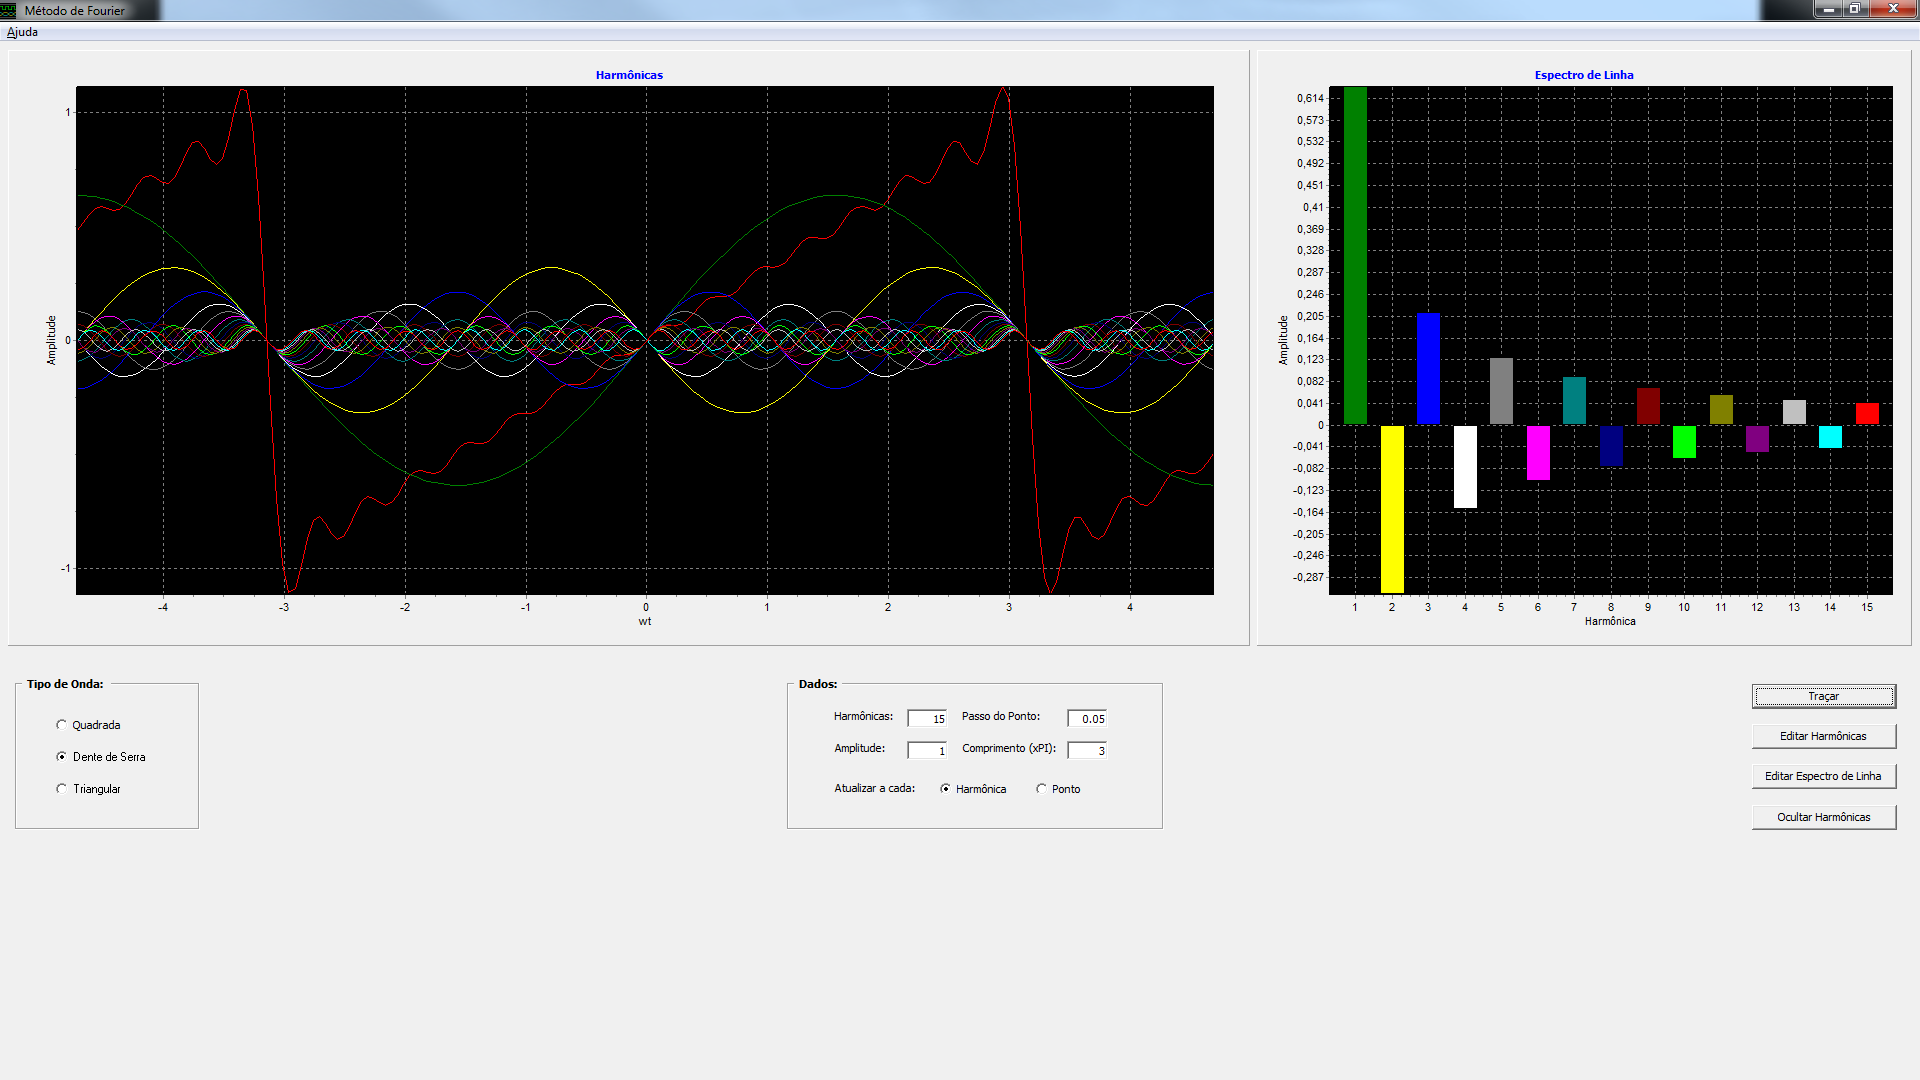 Método de Fourier
Ajuda
Harmônicas
Amplitude
1
0
-1
-4 -3 -2 -1 0 1 2 3 4
wt
Espectro de Linha
Amplitude
0,614
0,573
0,532
0,492
0,451
0,41
0,369
0,328
0,287
0,246
0,205
0,164
0,123
0,082
0,041
0
-0,041
-0,082
-0,123
-0,164
-0,205
-0,246
-0,287
1 2 3 4 5 6 7 8 9 10 11 12 13 14 15
Harmônica
Tipo de Onda:
Quadrada
Dente de Serra
Triangular
Dados:
Harmônicas: 15 Passo do Ponto: 0.05
Amplitude: 1 Comprimento (xPI): 3
Atualizar a cada: Harmônica Ponto
Traçar
Editar Harmônicas
Editar Espectro de Linha
Ocultar Harmônicas